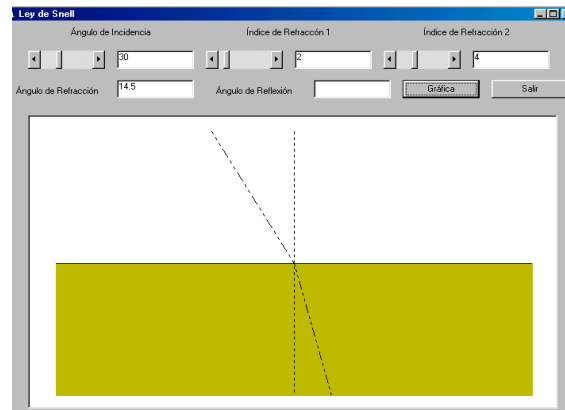 Ley de Snell
Ángulo de Incidencia Índice de Refraccón 1 Índice de Refracción 2
30 2 4
Ángulo de Refracción 14.5 Ángulo de Reflexión Gráfica Salir